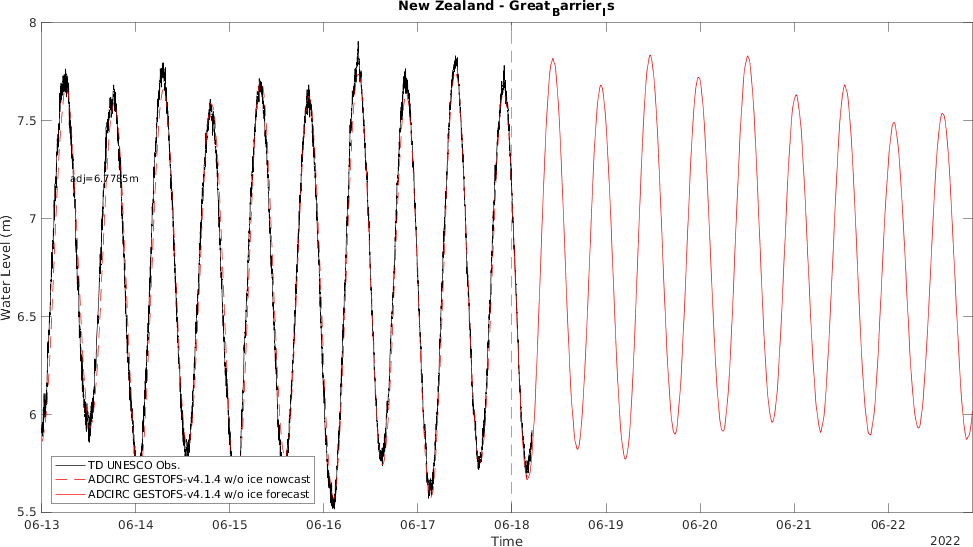 New Zealand - Great_Barrier_Is
8
7.5
7
6.5
6
5.5
Water Level (m)
adj=6.7785m
TD UNESCO Obs.
ADCIRC GESTOFS-v4.1.4 w/o ice nowcast
ADCIRC GESTOFS-v4.1.4 w/o ice forecast
06-13 06-14 06-15 06-16 06-17 06-18 06-19 06-20 06-21 06-22
Time
2022